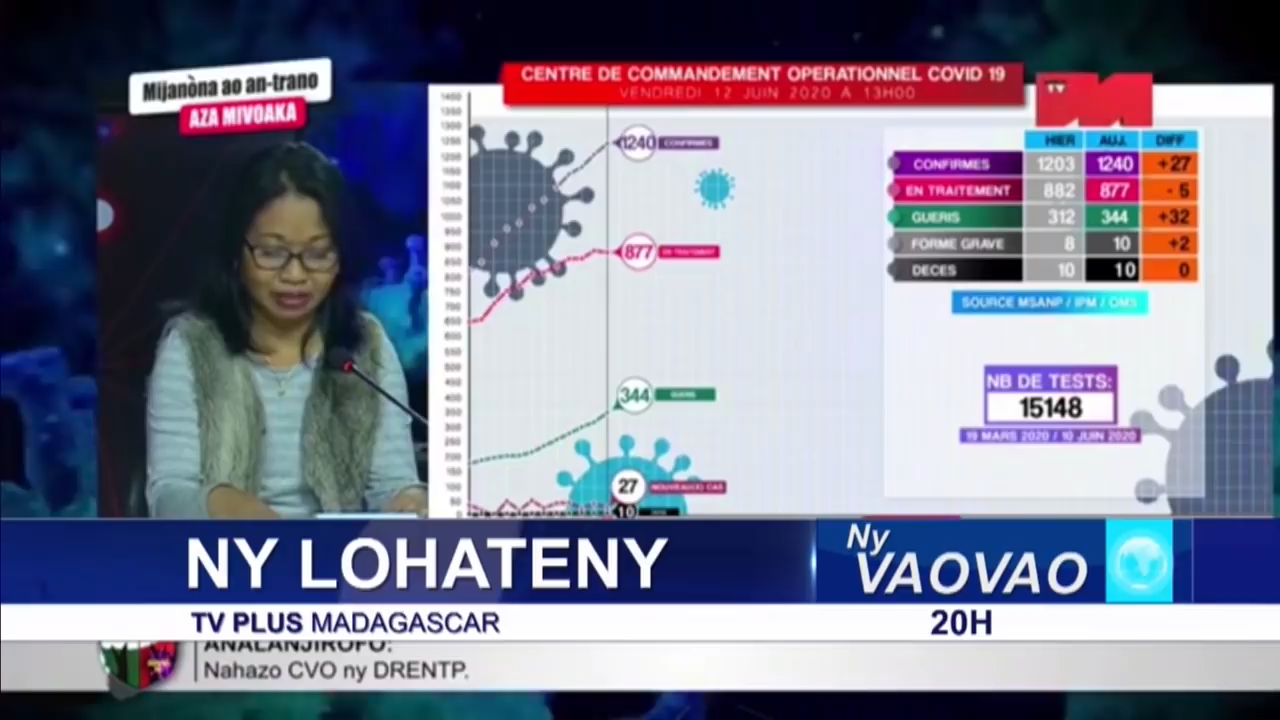 Mijanòna ao an-trano
AZA MIVOAKA
CENTRE DE COMMANDEMENT OPERATIONNEL COVID 19
VENDREDI 12 JUIN 2020 A 13H00
TV
HIER AUJ. DIFF
CONFIRMES 1203 1240 +27
EN TRAITEMENT 882 877 - 5
GUERIS 312 344 +32
FORME GRAVE 8 10 +2
DECES 10 10 0
SOURCE MSANP / IPM / OMS
NB DE TESTS:
15148
19 MARS 2020 / 10 JUIN 2020
1240 CONFIRMES
877 EN TRAITEMENT
344 GUERIS
27 NOUVEAU(X) CAS
10
1450
1350
1300
1250
1200
1150
1100
1050
1000
950
900
850
800
750
700
650
600
550
500
450
400
350
300
250
200
150
100
50
0
NY LOHATENY
Ny
VAOVAO
TV PLUS MADAGASCAR
20H
ANALANJIROFO:
Nahazo CVO ny DRENTP.